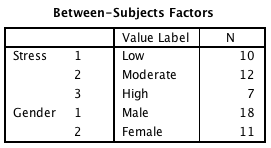 Between-Subjects Factors
Value Label N
Stress 1 Low 10
2 Moderate 12
3 High 7
Gender 1 Male 18
2 Female 11